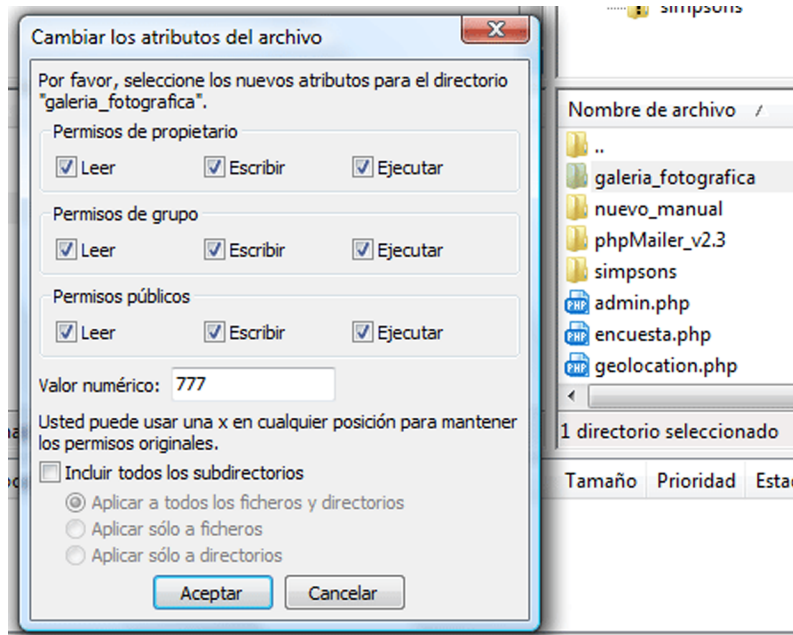 Cambiar los atributos del archivo
Por favor, seleccione los nuevos atributos para el directorio
"galeria_fotografica".
Permisos de propietario
Leer Escribir Ejecutar
Permisos de grupo
Leer Escribir Ejecutar
Permisos públicos
Leer Escribir Ejecutar
Valor numérico: 777
Usted puede usar una x en cualquier posición para mantener
los permisos originales.
Incluir todos los subdirectorios
Aplicar a todos los ficheros y directorios
Aplicar sólo a ficheros
Aplicar sólo a directorios
Aceptar Cancelar
simpsons
Nombre de archivo
..
galeria_fotografica
nuevo_manual
phpMailer_v2.3
simpsons
PHP admin.php
PHP encuesta.php
PHP geolocation.php
1 directorio seleccionado
Tamaño Prioridad Esta